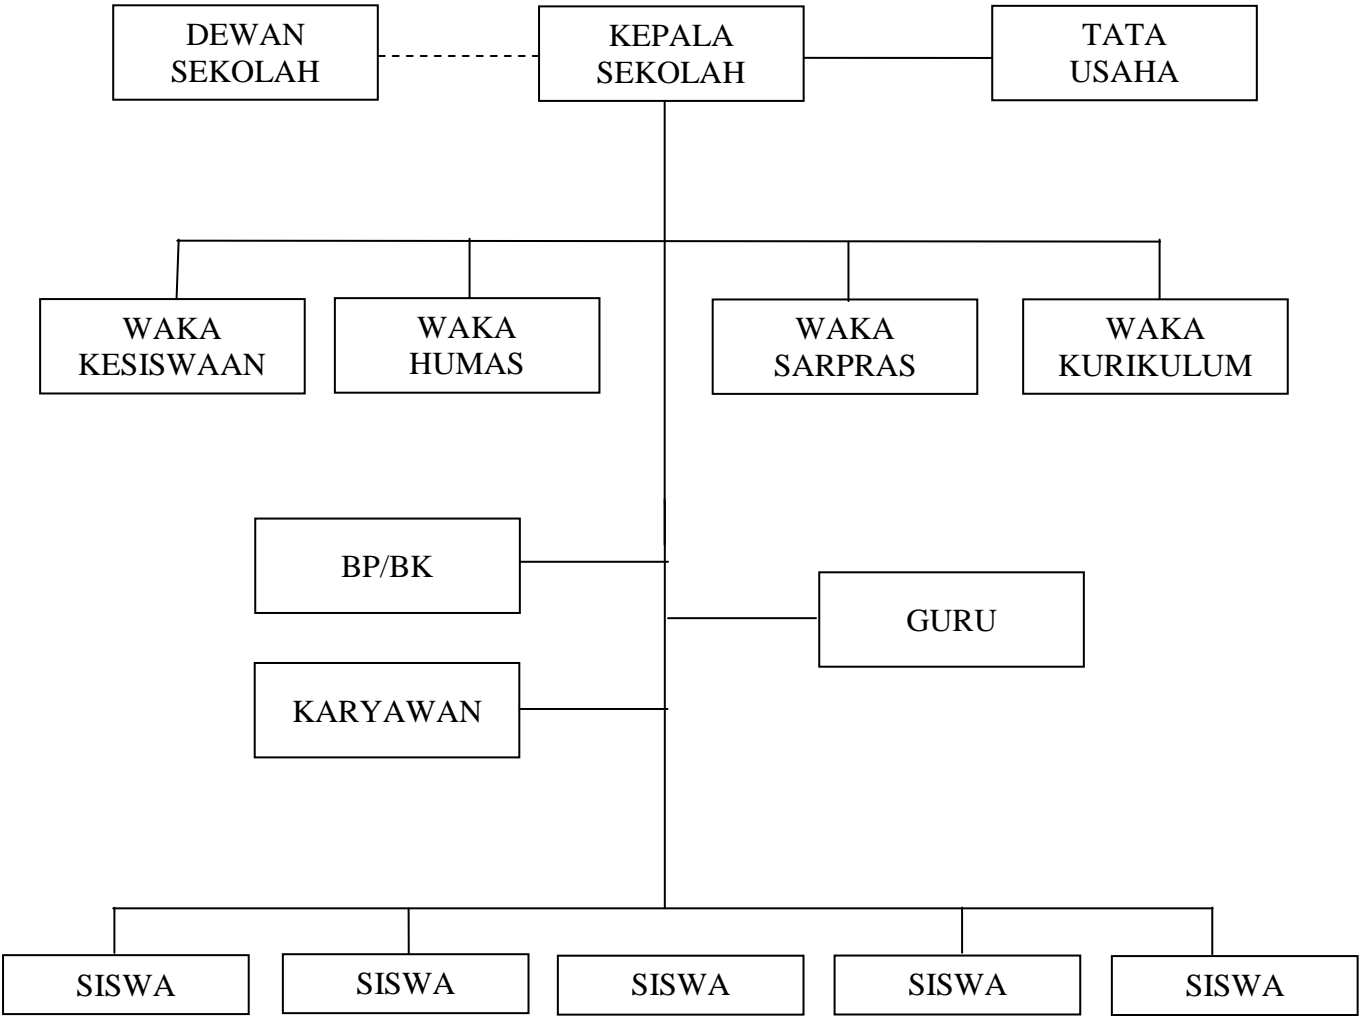 DEWAN
SEKOLAH
KEPALA
SEKOLAH
TATA
USAHA
WAKA
KESISWAAN
WAKA
HUMAS
WAKA
SARPRAS
WAKA
KURIKULUM
BP/BK
GURU
KARYAWAN
SISWA
SISWA
SISWA
SISWA
SISWA